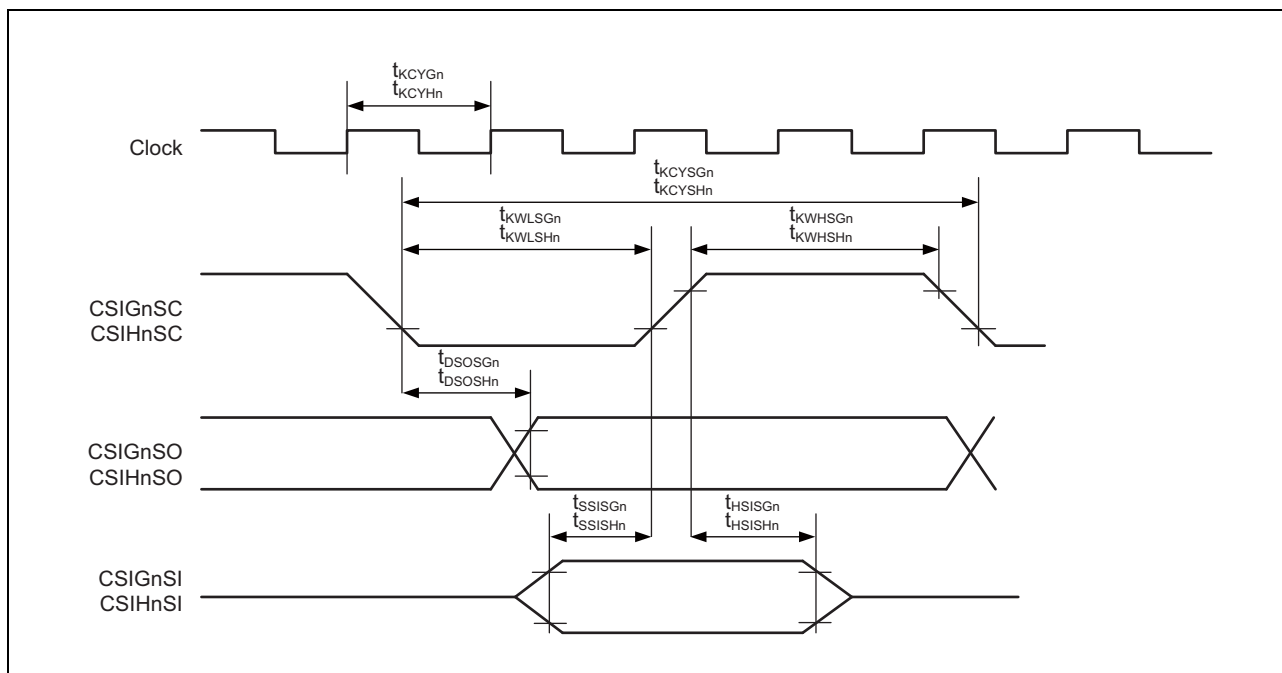 tKCYGn
tKCYHn
Clock
tKCYSGn
tKCYSHn
tKWLSGn
tKWLSHn
tKWHSGn
tKWHSHn
CSIGnSC
CSIHnSC
tDSOSGn
tDSOSHn
CSIGnSO
CSIHnSO
tSSISGn
tSSISHn
tHSISGn
tHSISHn
CSIGnSI
CSIHnSI